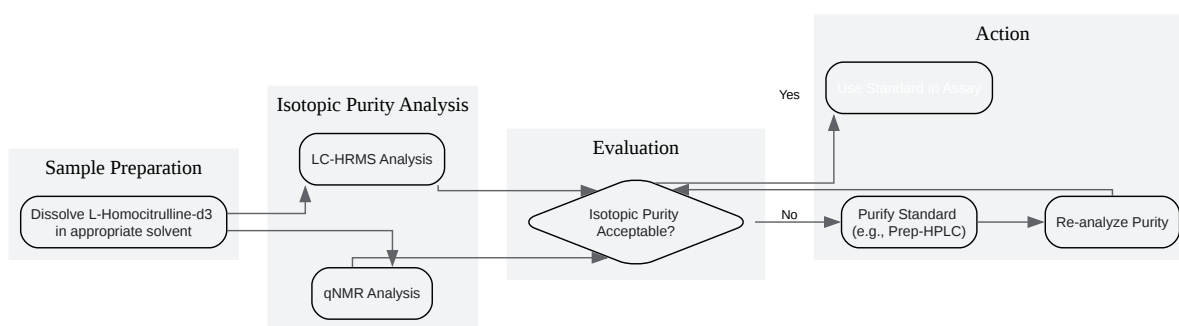 Sample Preparation
Dissolve L-Homocitrulline-d3
in appropriate solvent
Isotopic Purity Analysis
LC-HRMS Analysis
qNMR Analysis
Evaluation
Isotopic Purity
Acceptable?
Yes
No
Action
Use Standard in Assay
Purify Standard
(e.g., Prep-HPLC)
Re-analyze Purity